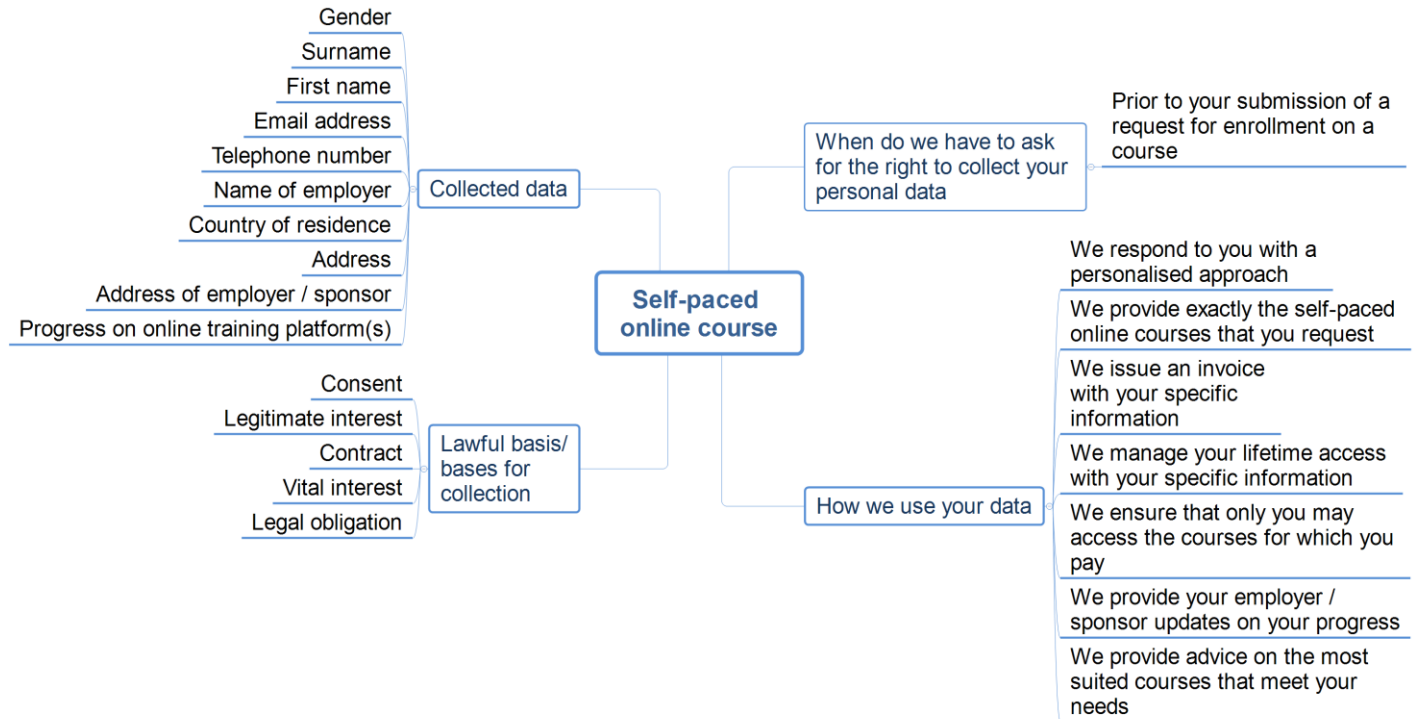 Gender
Surname
First name
Email address
Telephone number
Name of employer
Country of residence
Address
Address of employer / sponsor
Progress on online training platform(s)
Collected data
Consent
Legitimate interest
Contract
Vital interest
Legal obligation
Lawful basis/
bases for
collection
Self-paced
online course
When do we have to ask
for the right to collect your
personal data
Prior to your submission of a
request for enrollment on a
course
How we use your data
We respond to you with a
personalised approach
We provide exactly the self-paced
online courses that you request
We issue an invoice
with your specific
information
We manage your lifetime access
with your specific information
We ensure that only you may
access the courses for which you
pay
We provide your employer /
sponsor updates on your progress
We provide advice on the most
suited courses that meet your
needs